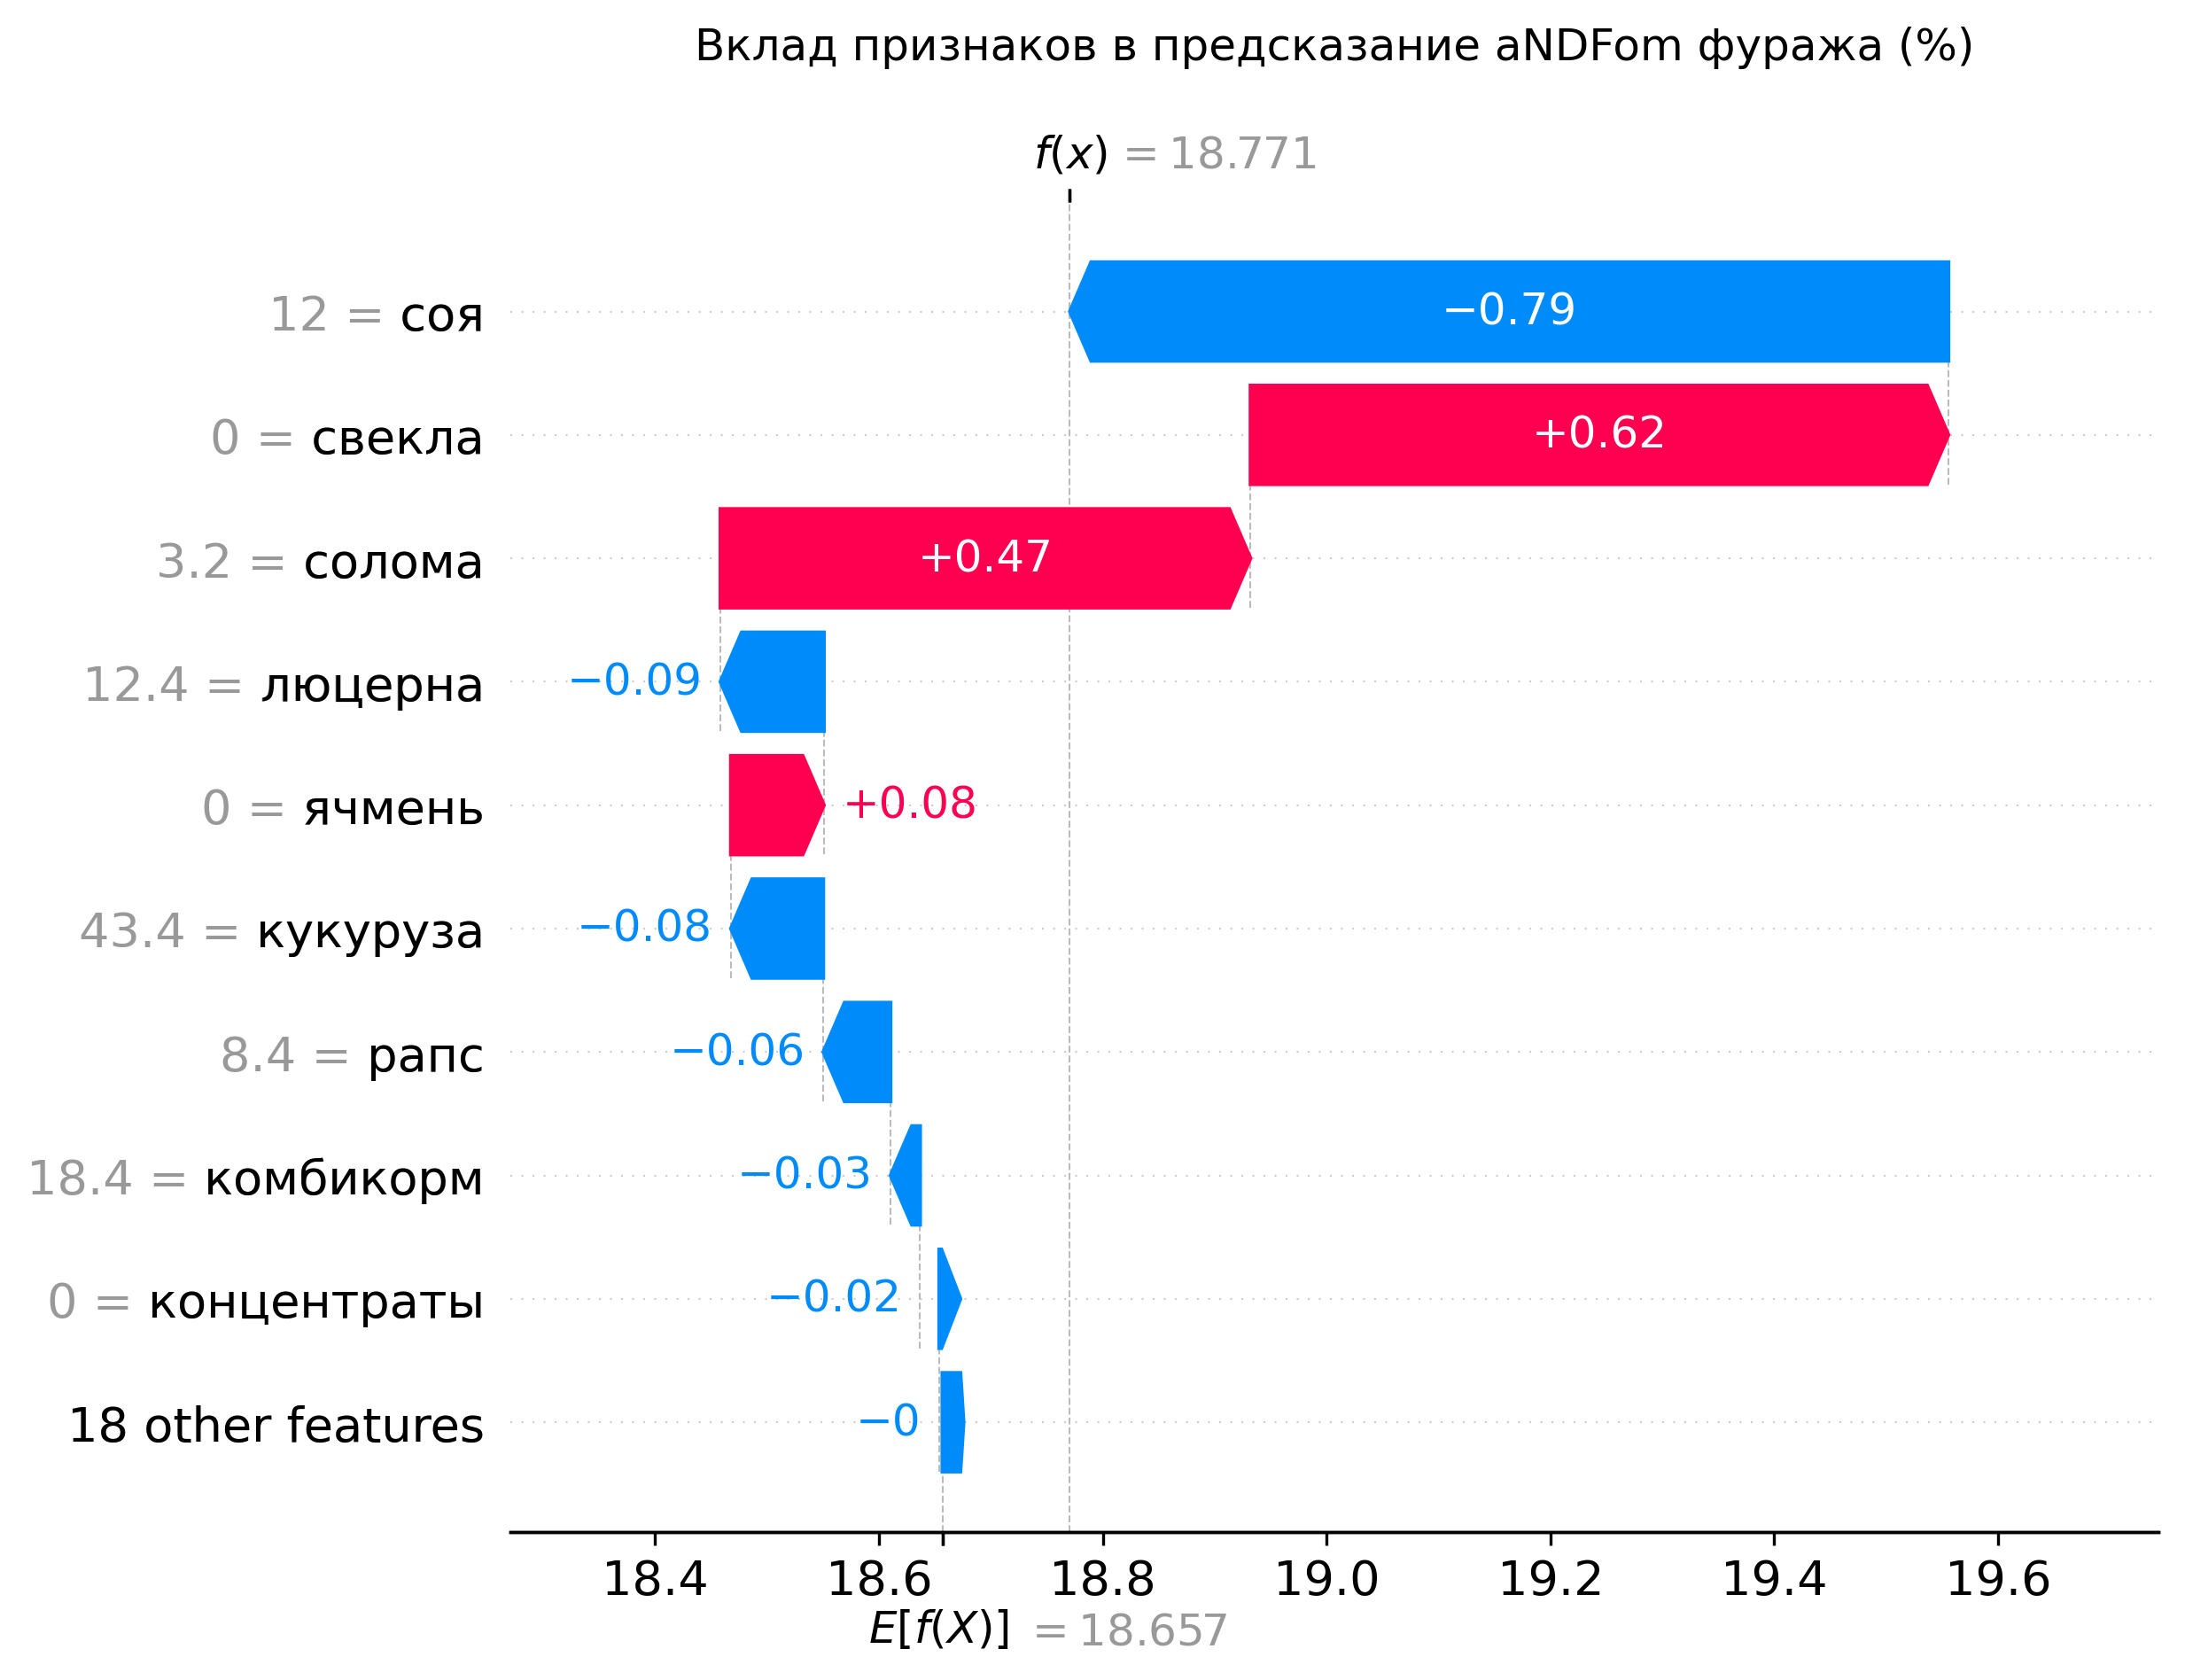 Вклад признаков в предсказание aNDFom фуража (%)
f(x) = 18.771
12 = соя
−0.79
0 = свекла
+0.62
3.2 = солома
+0.47
12.4 = люцерна
−0.09
0 = ячмень
+0.08
43.4 = кукуруза
−0.08
8.4 = рапс
−0.06
18.4 = комбикорм
−0.03
0 = концентраты
−0.02
18 other features
−0
18.4 18.6 18.8 19.0 19.2 19.4 19.6
E[f(X)] = 18.657